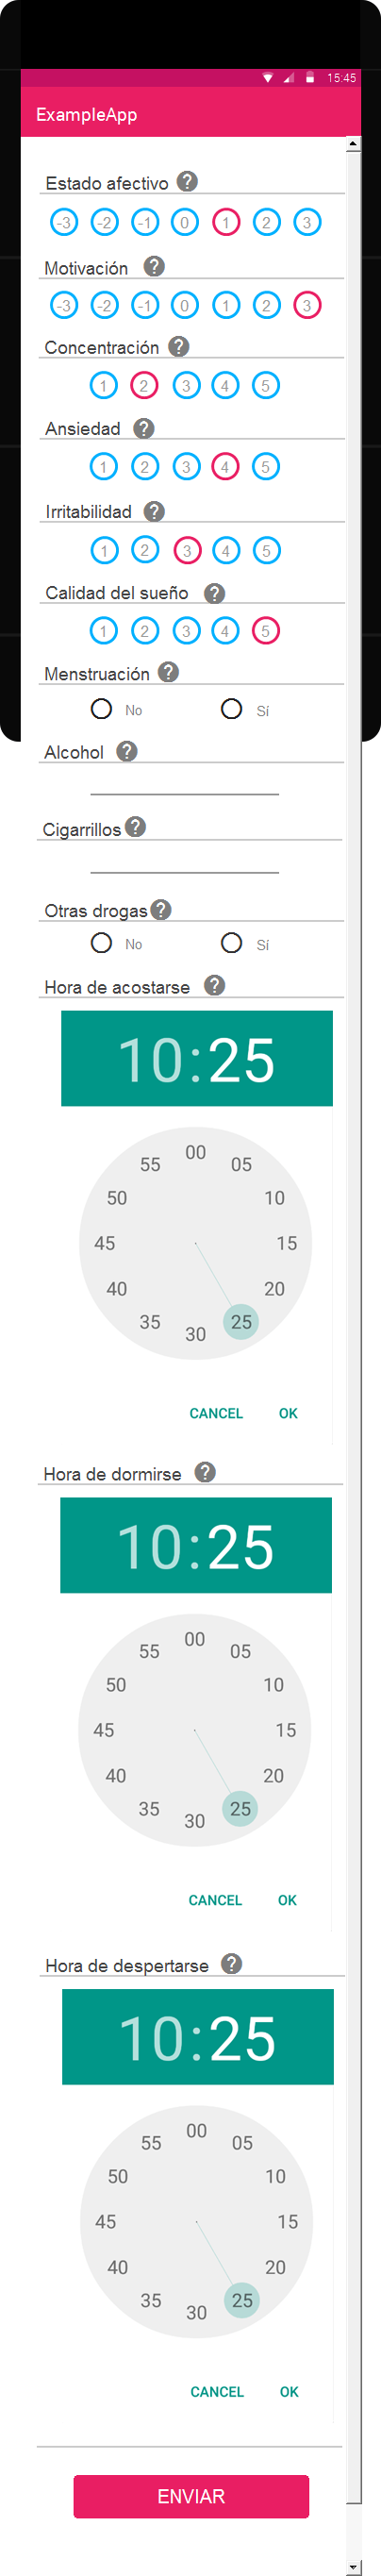 15:45
ExampleApp
Estado afectivo ?
-3 -2 -1 0 1 2 3
Motivación ?
-3 -2 -1 0 1 2 3
Concentración ?
1 2 3 4 5
Ansiedad ?
1 2 3 4 5
Irritabilidad ?
1 2 3 4 5
Calidad del sueño ?
1 2 3 4 5
Menstruación ?
No Sí
Alcohol ?
Cigarrillos ?
Otras drogas ?
No Sí
Hora de acostarse ?
10:25
00
55 05
50 10
45 15
40 20
35 25
30
CANCEL OK
Hora de dormirse ?
10:25
00
55 05
50 10
45 15
40 20
35 25
30
CANCEL OK
Hora de despertarse ?
10:25
00
55 05
50 10
45 15
40 20
35 25
30
CANCEL OK
ENVIAR